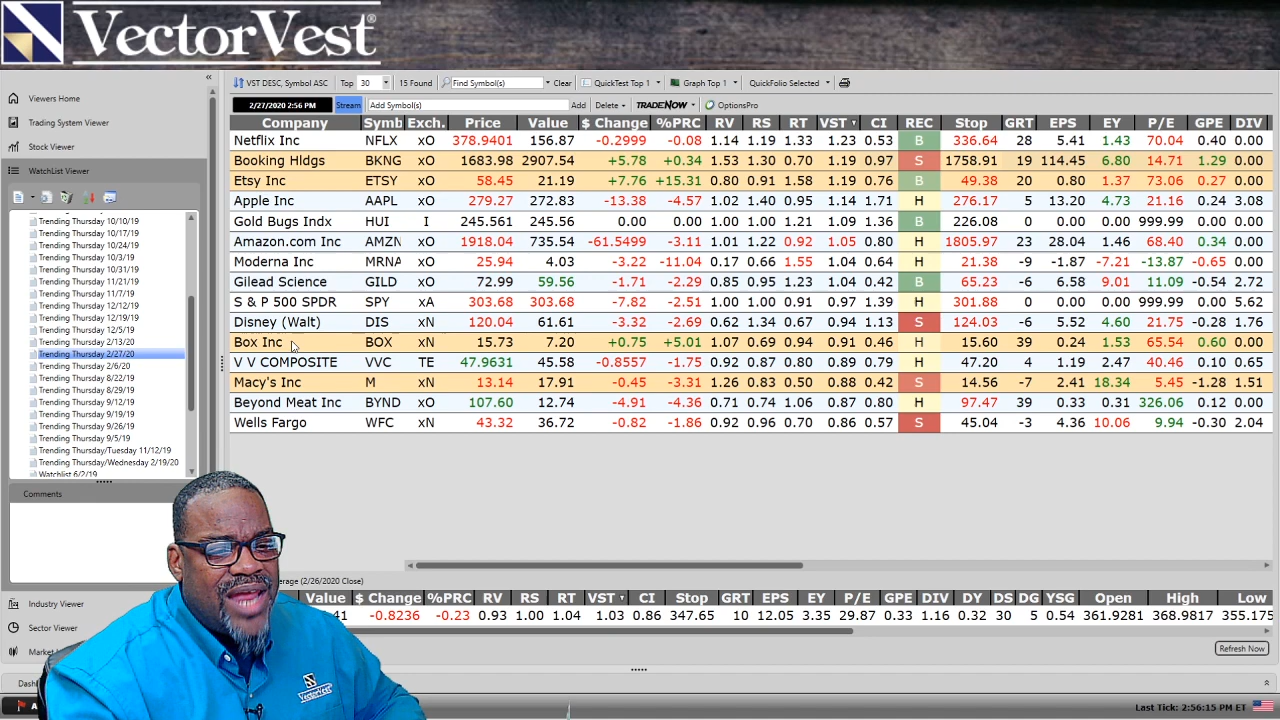 VectorVest®
«
Viewers Home
Trading System Viewer
Stock Viewer
WatchList Viewer
VST DESC, Symbol ASC Top 30 15 Found Find Symbol(s) Clear QuickTest Top 1 Graph Top 1 QuickFolio Selected
2/27/2020 2:56 PM Stream Add Symbol(s) Add Delete TRADENOW OptionsPro
Company Symb Exch. Price Value $ Change %PRC RV RS RT VST CI REC Stop GRT EPS EY P/E GPE DIV
Netflix Inc NFLX xO 378.9401 156.87 -0.2999 -0.08 1.14 1.19 1.33 1.23 0.53 B 336.64 28 5.41 1.43 70.04 0.40 0.00
Booking Hldgs BKNG xO 1683.98 2907.54 +5.78 +0.34 1.53 1.30 0.70 1.19 0.97 S 1758.91 19 114.45 6.80 14.71 1.29 0.00
Etsy Inc ETSY xO 58.45 21.19 +7.76 +15.31 0.80 0.91 1.58 1.19 0.76 B 49.38 20 0.80 1.37 73.06 0.27 0.00
Apple Inc AAPL xO 279.27 272.83 -13.38 -4.57 1.02 1.40 0.95 1.14 1.71 H 276.17 5 13.20 4.73 21.16 0.24 3.08
Gold Bugs Indx HUI I 245.561 245.56 0.00 0.00 1.00 1.00 1.21 1.09 1.36 B 226.08 0 0.00 0.00 999.99 0.00 0.00
Amazon.com Inc AMZN xO 1918.04 735.54 -61.5499 -3.11 1.01 1.22 0.92 1.05 0.80 H 1805.97 23 28.04 1.46 68.40 0.34 0.00
Moderna Inc MRNA xO 25.94 4.03 -3.22 -11.04 0.17 0.66 1.55 1.04 0.64 H 21.38 -9 -1.87 -7.21 -13.87 -0.65 0.00
Gilead Science GILD xO 72.99 59.56 -1.71 -2.29 0.85 0.95 1.23 1.04 0.42 B 65.23 -6 6.58 9.01 11.09 -0.54 2.72
S & P 500 SPDR SPY xA 303.68 303.68 -7.82 -2.51 1.00 1.00 0.91 0.97 1.39 H 301.88 0 0.00 0.00 999.99 0.00 5.62
Disney (Walt) DIS xN 120.04 61.61 -3.32 -2.69 0.62 1.34 0.67 0.94 1.13 S 124.03 -6 5.52 4.60 21.75 -0.28 1.76
Box Inc BOX xN 15.73 7.20 +0.75 +5.01 1.07 0.69 0.94 0.91 0.46 H 15.60 39 0.24 1.53 65.54 0.60 0.00
V V COMPOSITE VVC TE 47.9631 45.58 -0.8557 -1.75 0.92 0.87 0.80 0.89 0.79 H 47.20 4 1.19 2.47 40.46 0.10 0.65
Macy's Inc M xN 13.14 17.91 -0.45 -3.31 1.26 0.83 0.50 0.88 0.42 S 14.56 -7 2.41 18.34 5.45 -1.28 1.51
Beyond Meat Inc BYND xO 107.60 12.74 -4.91 -4.36 0.71 0.74 1.06 0.87 0.80 H 97.47 39 0.33 0.31 326.06 0.12 0.00
Wells Fargo WFC xN 43.32 36.72 -0.82 -1.86 0.92 0.96 0.70 0.86 0.57 S 45.04 -3 4.36 10.06 9.94 -0.30 2.04
Trending Thursday 10/10/19
Trending Thursday 10/17/19
Trending Thursday 10/24/19
Trending Thursday 10/3/19
Trending Thursday 10/31/19
Trending Thursday 11/21/19
Trending Thursday 11/7/19
Trending Thursday 12/12/19
Trending Thursday 12/19/19
Trending Thursday 12/5/19
Trending Thursday 2/13/20
Trending Thursday 2/27/20
Trending Thursday 2/6/20
Trending Thursday 8/22/19
Trending Thursday 8/29/19
Trending Thursday 9/12/19
Trending Thursday 9/19/19
Trending Thursday 9/26/19
Trending Thursday 9/5/19
Trending Thursday/Tuesday 11/12/19
Trending Thursday/Wednesday 2/19/20
Watchlist 6/2/19
Comments
Industry Viewer
Sector Viewer
(2/26/2020 Close)
Value $ Change %PRC RV RS RT VST CI Stop GRT EPS EY P/E GPE DIV DY DS DG YSG Open High Low
41 -0.8236 -0.23 0.93 1.00 1.04 1.03 0.86 347.65 10 12.05 3.35 29.87 0.33 1.16 0.32 30 5 0.54 361.9281 368.9817 355.175
Refresh Now
VectorVest
Last Tick: 2:56:15 PM ET